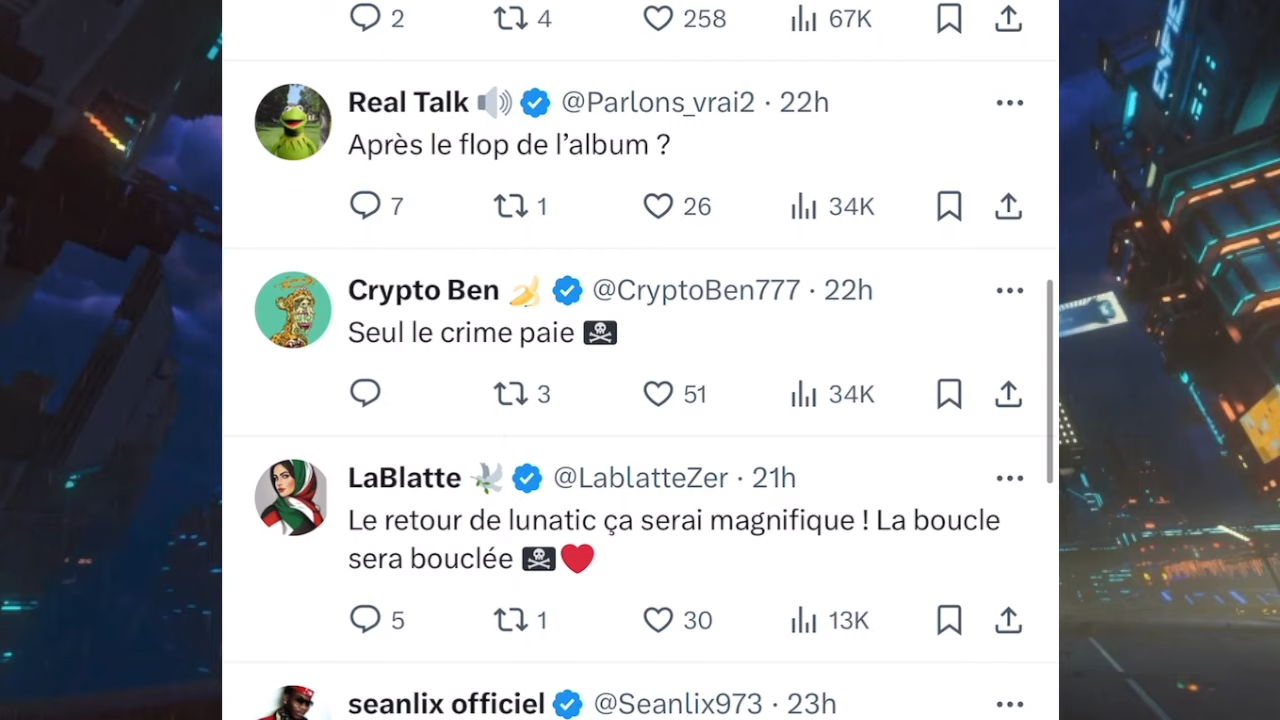 2 4 258 67K
Real Talk 🔊 @Parlons_vrai2 · 22h
Après le flop de l’album ?
7 1 26 34K
Crypto Ben 🍌 @CryptoBen777 · 22h
Seul le crime paie 🏴‍☠️
3 51 34K
LaBlatte 🕊️ @LablatteZer · 21h
Le retour de lunatic ça serai magnifique ! La boucle
sera bouclée 🏴‍☠️❤️
5 1 30 13K
seanlix officiel @Seanlix973 · 23h